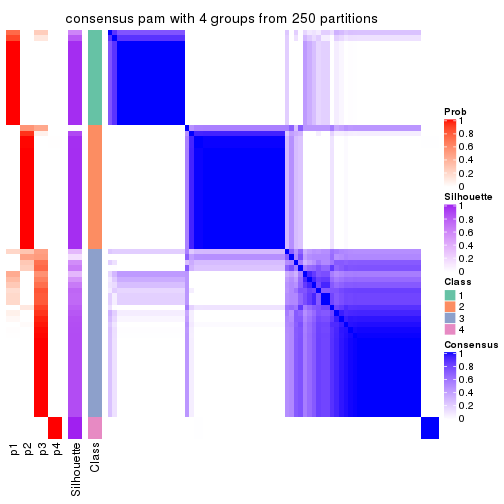 consensus pam with 4 groups from 250 partitions
Prob
1
0.8
0.6
0.4
0.2
0
Silhouette
1
0.8
0.6
0.4
0.2
0
Class
1
2
3
4
Consensus
1
0.8
0.6
0.4
0.2
0
p1
p2
p3
p4
Silhouette
Class